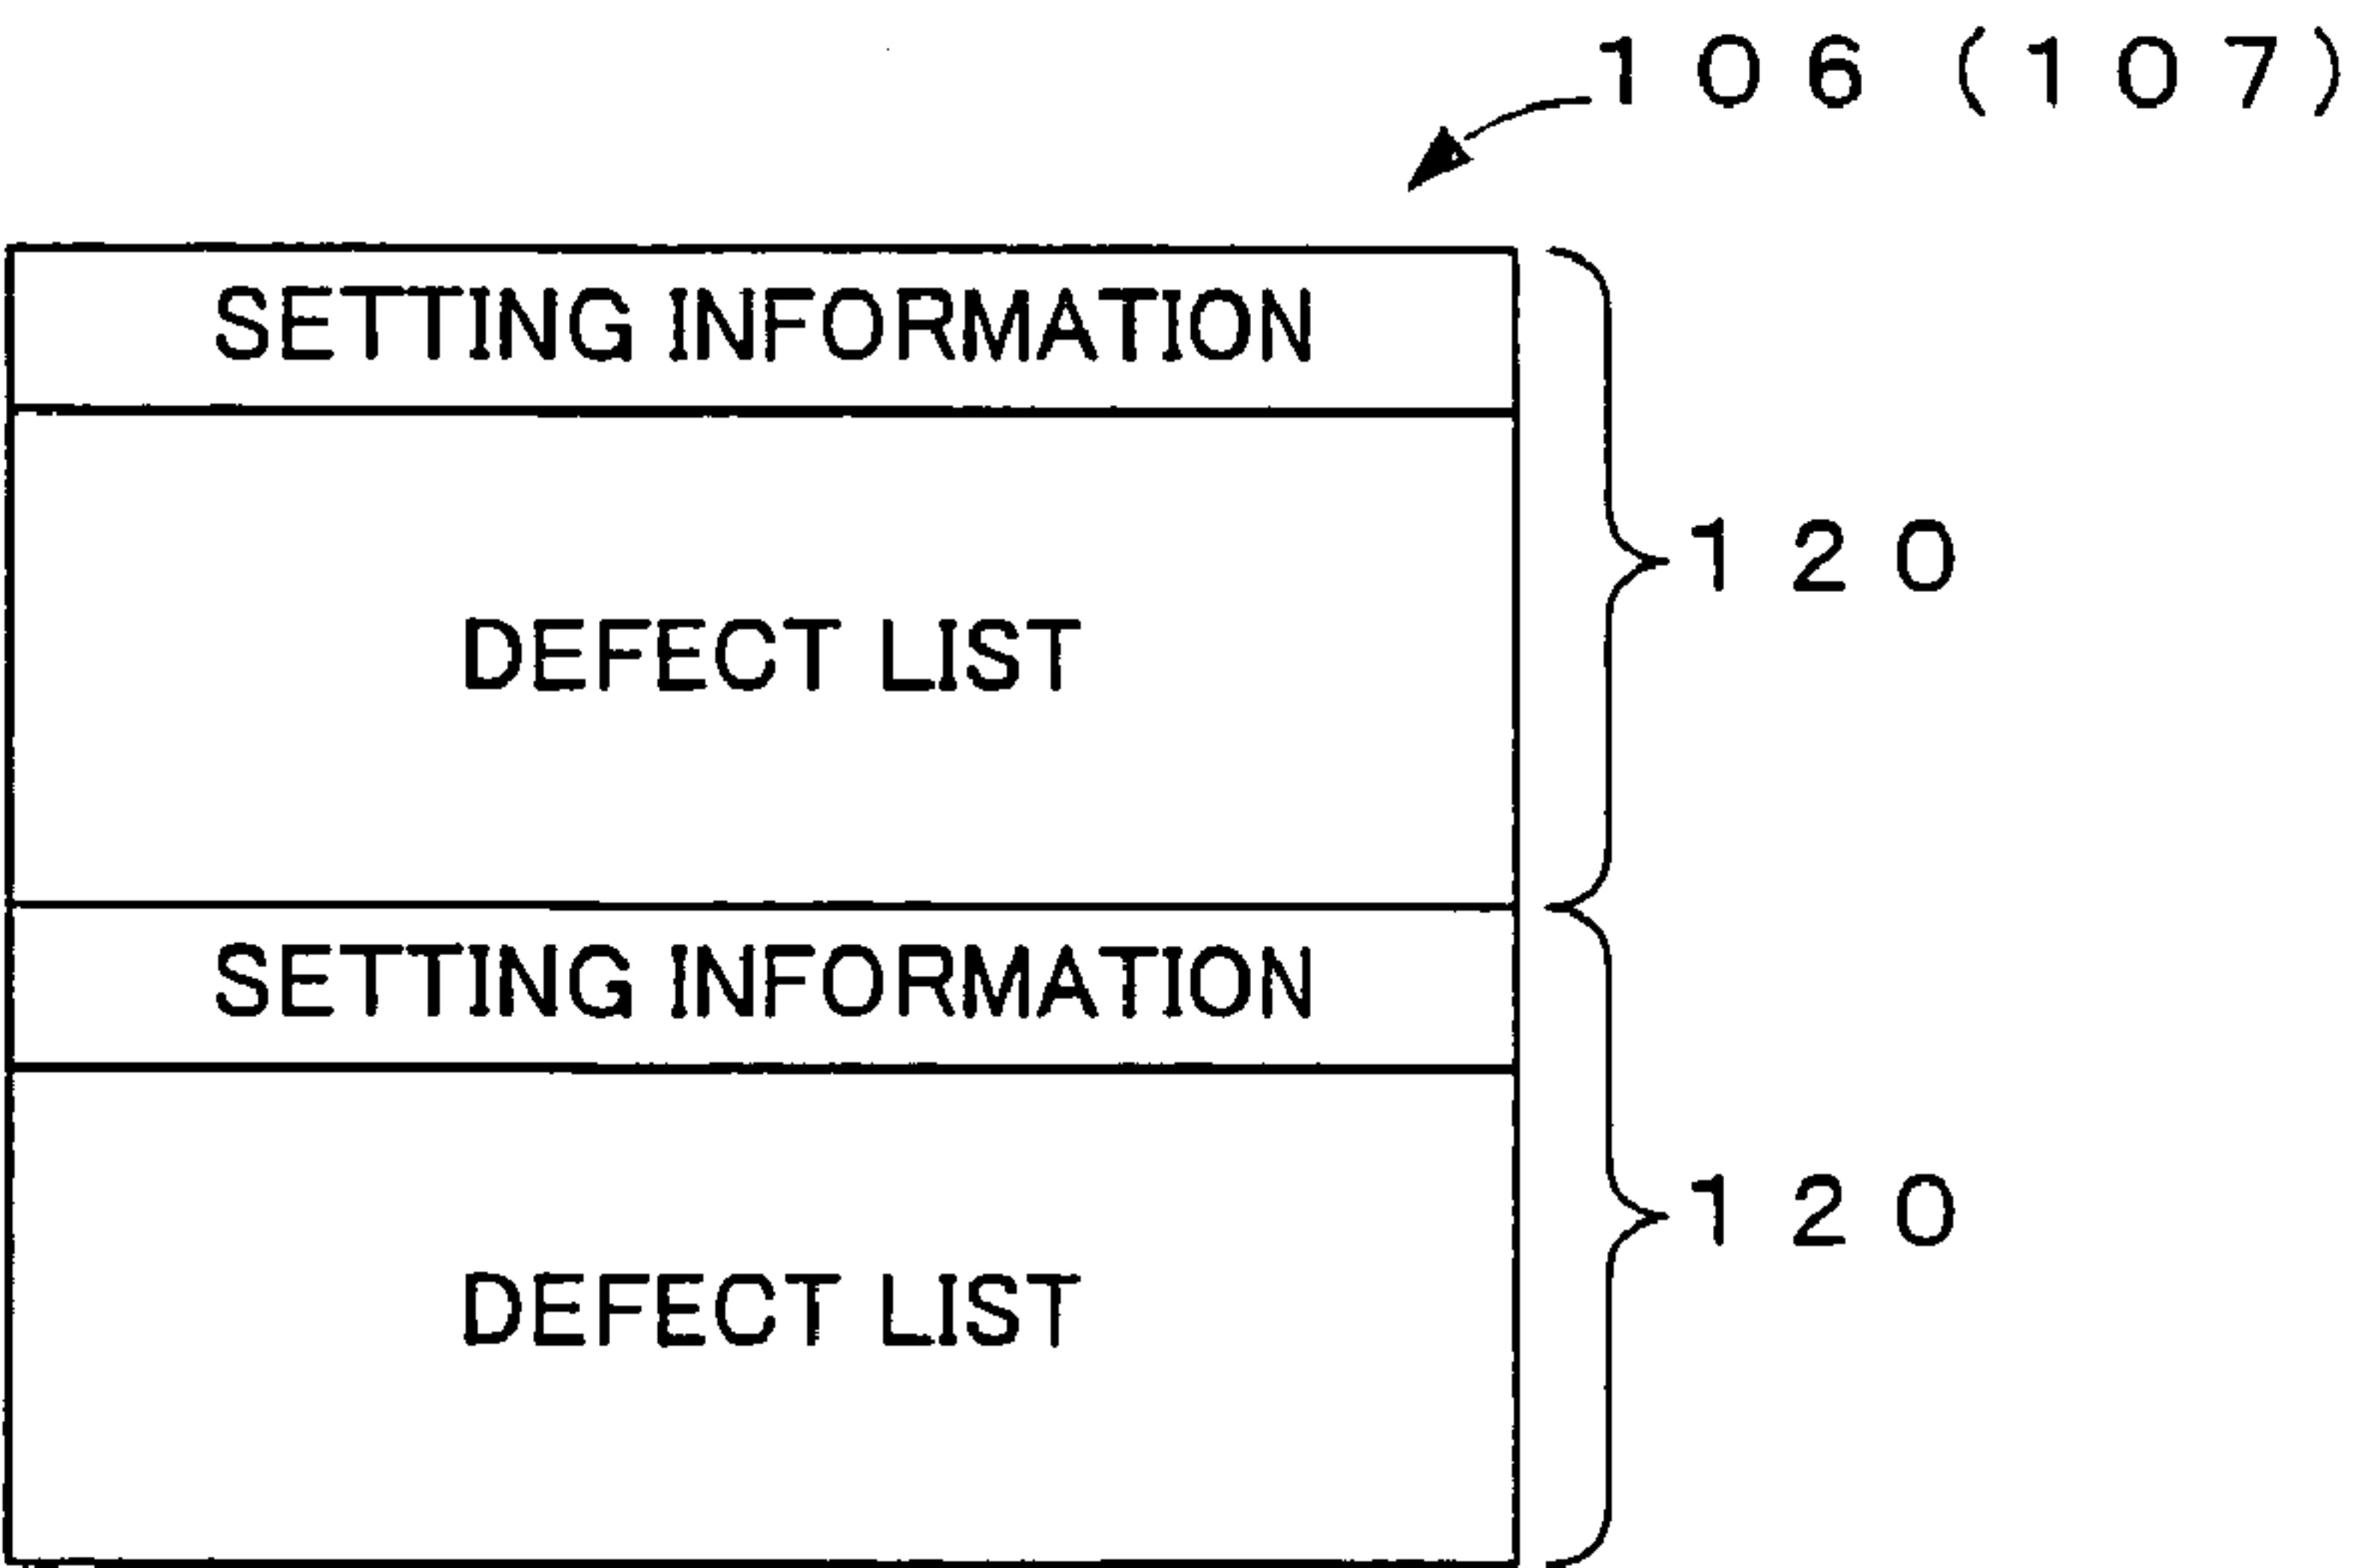 106(107)
SETTING INFORMATION
120
DEFECT LIST
SETTING INFORMATION
120
DEFECT LIST